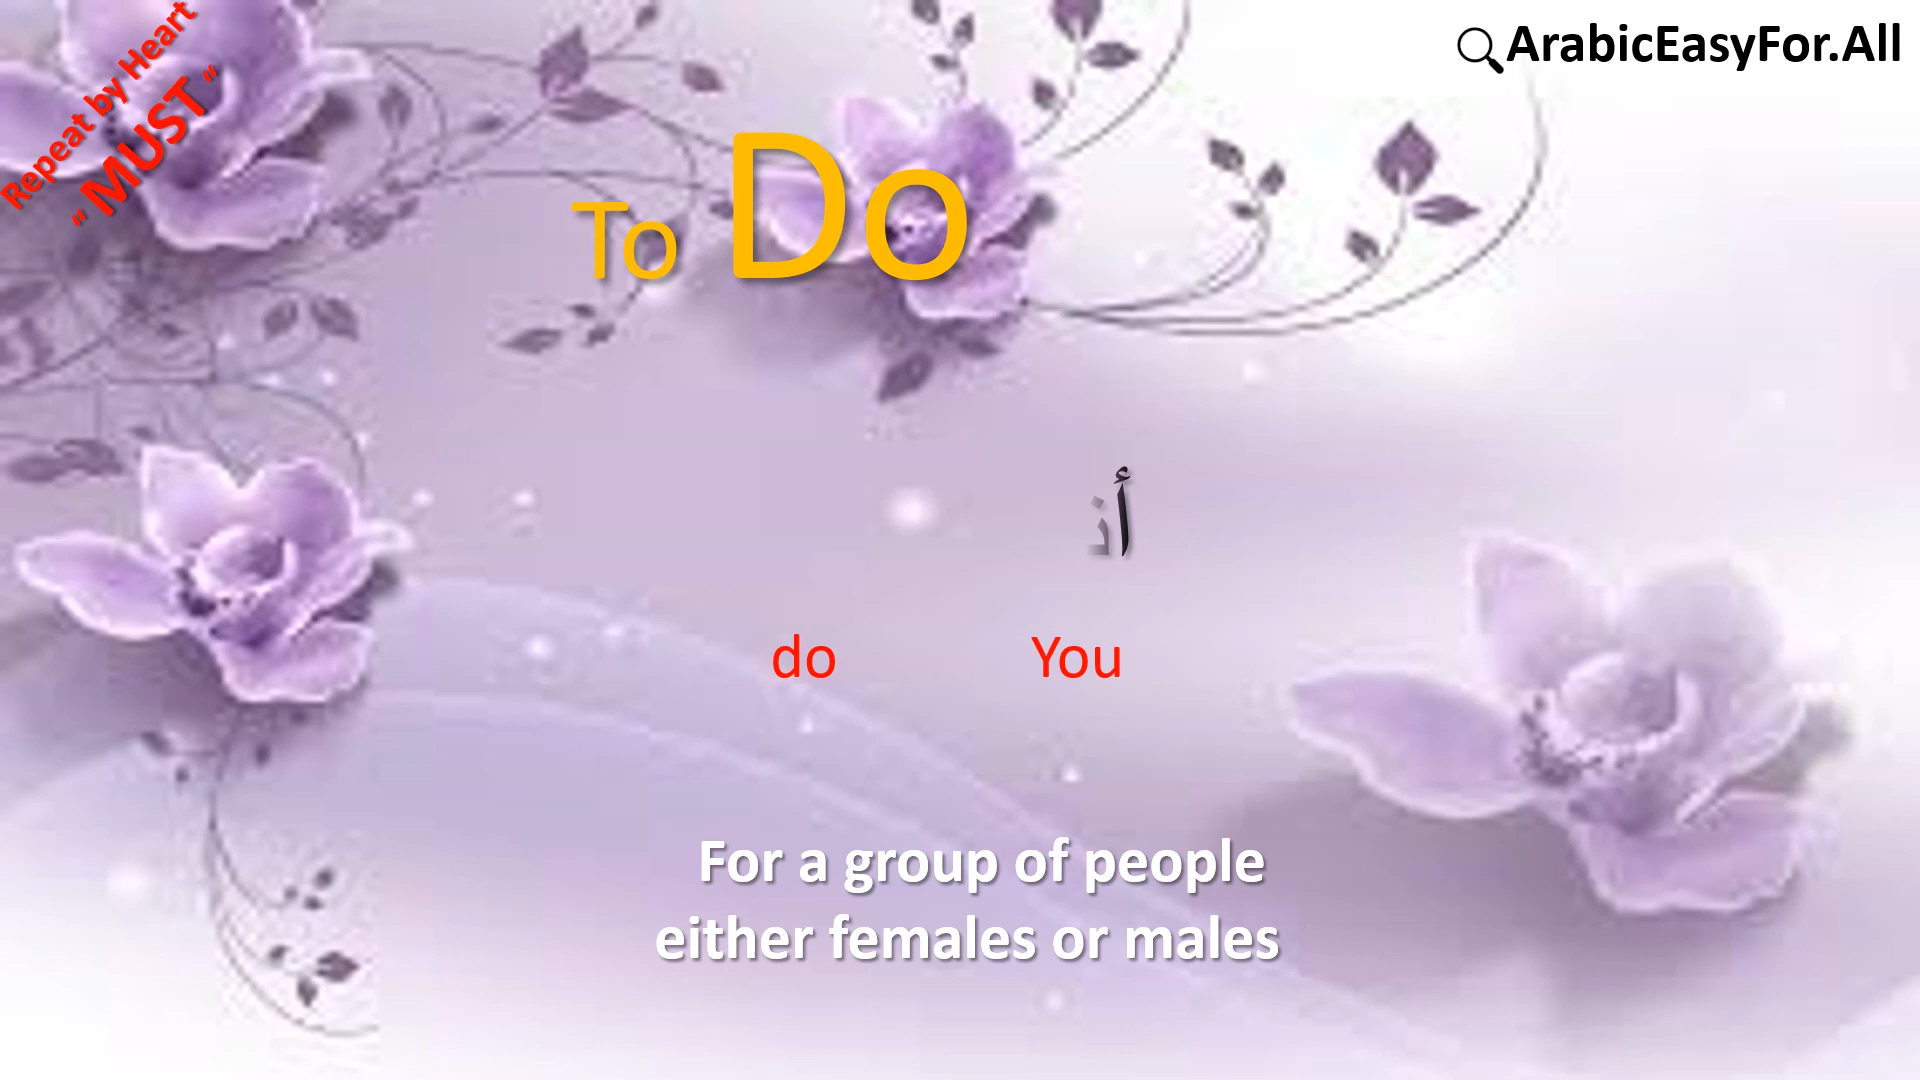 Repeat by Heart
“ MUST “
ArabicEasyFor.All
To Do
do You
For a group of people
either females or males